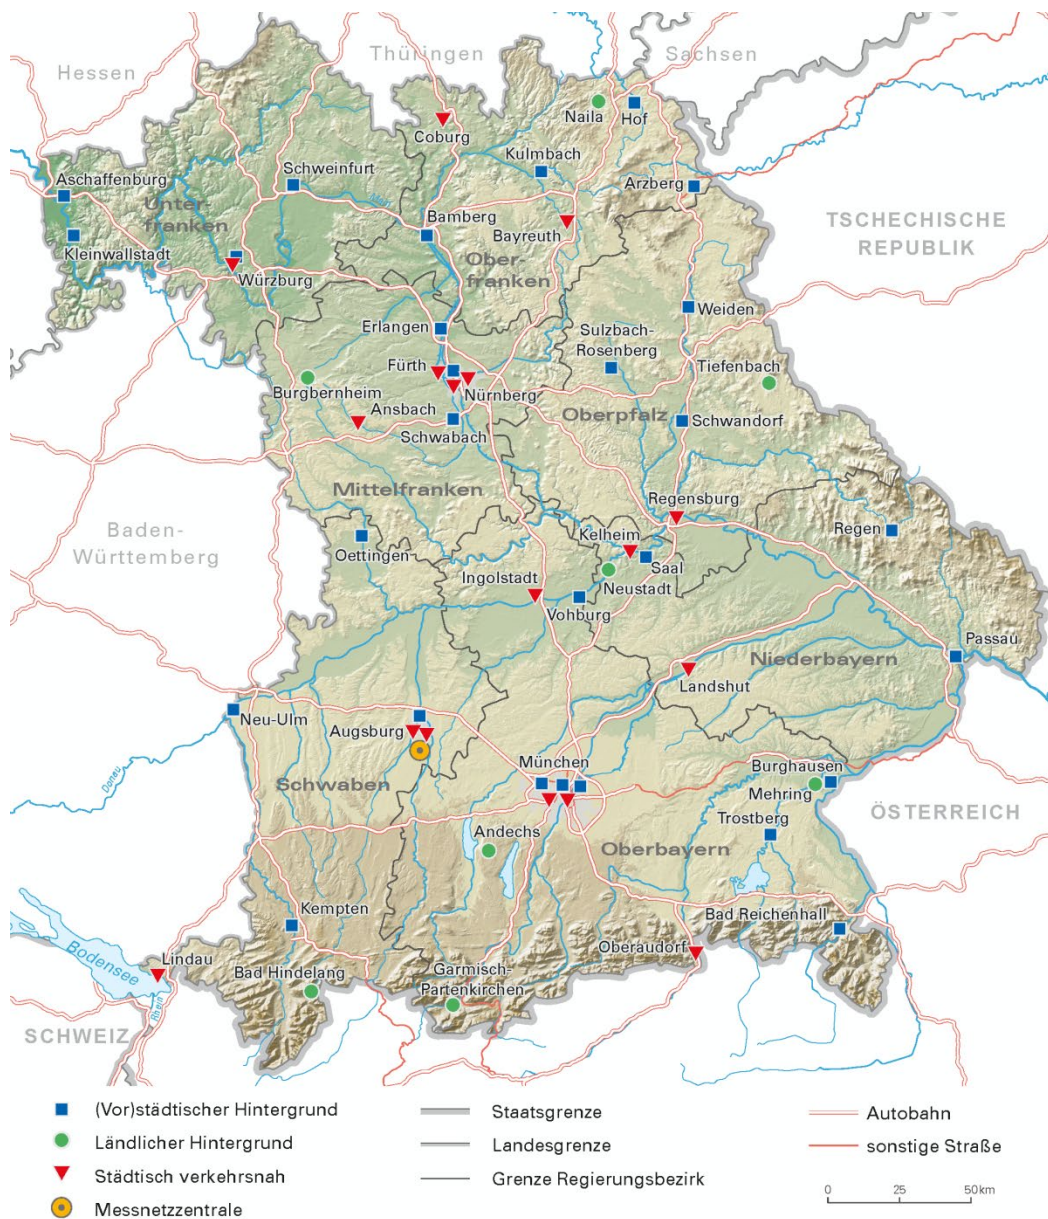 Thüringen
Sachsen
Hessen
Naila
Hof
Coburg
Kulmbach
Schweinfurt
Aschaffenburg
Arzberg
Unter-
franken
Main
Bamberg
Bayreuth
TSCHECHISCHE
REPUBLIK
Kleinwallstadt
Ober-
franken
Würzburg
Weiden
Erlangen
Sulzbach-
Rosenberg
Fürth
Tiefenbach
Burgbernheim
Nürnberg
Ansbach
Oberpfalz
Schwandorf
Schwabach
Mittelfranken
Regensburg
Baden-
Württemberg
Regen
Oettingen
Kelheim
Saal
Ingolstadt
Neustadt
Vohburg
Passau
Niederbayern
Landshut
Neu-Ulm
Augsburg
Donau
München
Burghausen
Schwaben
Mehring
ÖSTERREICH
Trostberg
Andechs
Oberbayern
Kempten
Bad Reichenhall
Oberaudorf
Bodensee
Lindau
Bad Hindelang
Garmisch-
Partenkirchen
Rhein
SCHWEIZ
(Vor)städtischer Hintergrund
Ländlicher Hintergrund
Städtisch verkehrsnah
Messnetzzentrale
Staatsgrenze
Landesgrenze
Grenze Regierungsbezirk
Autobahn
sonstige Straße
0 25 50 km